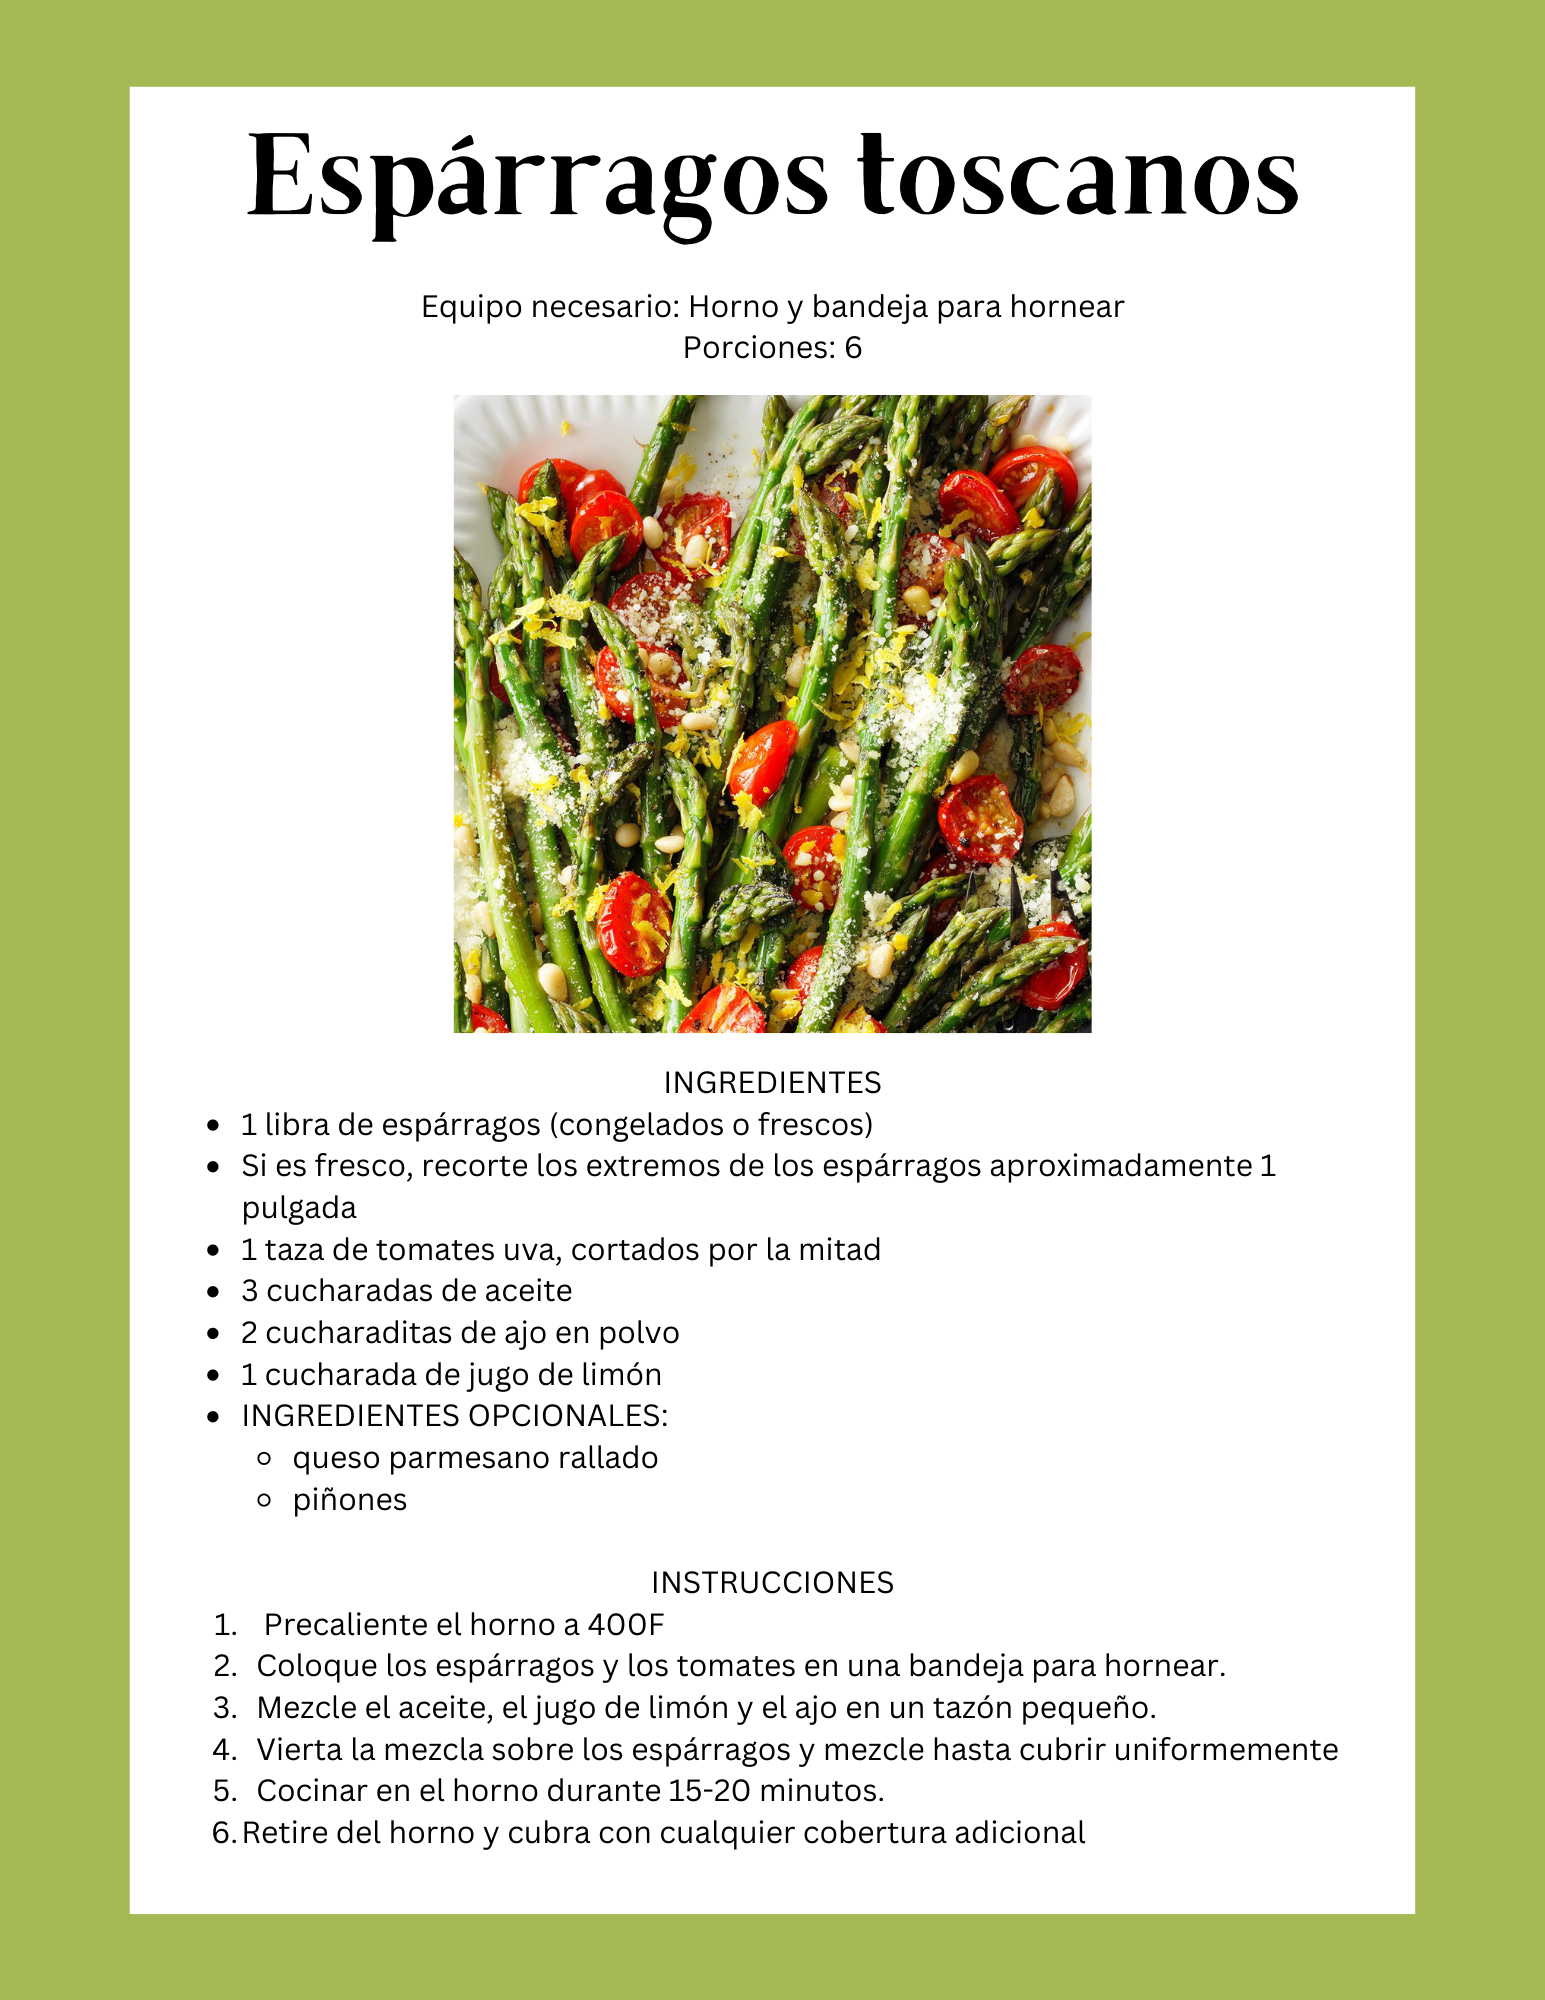 Espárragos toscanos
Equipo necesario: Horno y bandeja para hornear
Porciones: 6
INGREDIENTES
• 1 libra de espárragos (congelados o frescos)
• Si es fresco, recorte los extremos de los espárragos aproximadamente 1
pulgada
• 1 taza de tomates uva, cortados por la mitad
• 3 cucharadas de aceite
• 2 cucharaditas de ajo en polvo
• 1 cucharada de jugo de limón
• INGREDIENTES OPCIONALES:
◦ queso parmesano rallado
◦ piñones
INSTRUCCIONES
1. Precaliente el horno a 400F
2. Coloque los espárragos y los tomates en una bandeja para hornear.
3. Mezcle el aceite, el jugo de limón y el ajo en un tazón pequeño.
4. Vierta la mezcla sobre los espárragos y mezcle hasta cubrir uniformemente
5. Cocinar en el horno durante 15-20 minutos.
6. Retire del horno y cubra con cualquier cobertura adicional